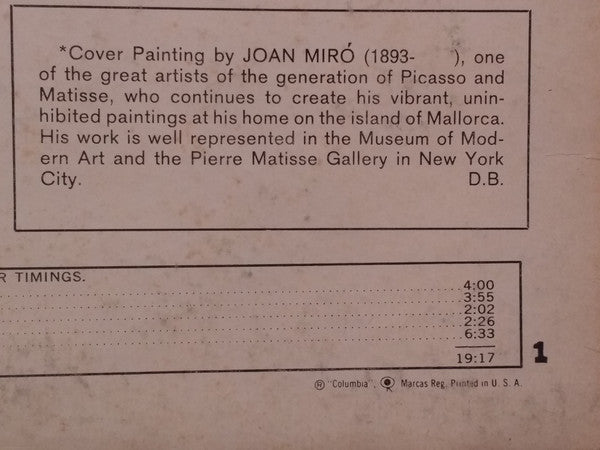 *Cover Painting by JOAN MIRÓ (1893-      ), one
of the great artists of the generation of Picasso and
Matisse, who continues to create his vibrant, unin-
hibited paintings at his home on the island of Mallorca.
His work is well represented in the Museum of Mod-
ern Art and the Pierre Matisse Gallery in New York
City. D.B.
R TIMINGS.
4:00
3:55
2:02
2:26
6:33
19:17
1
® "Columbia", Marcas Reg. Printed in U. S. A.